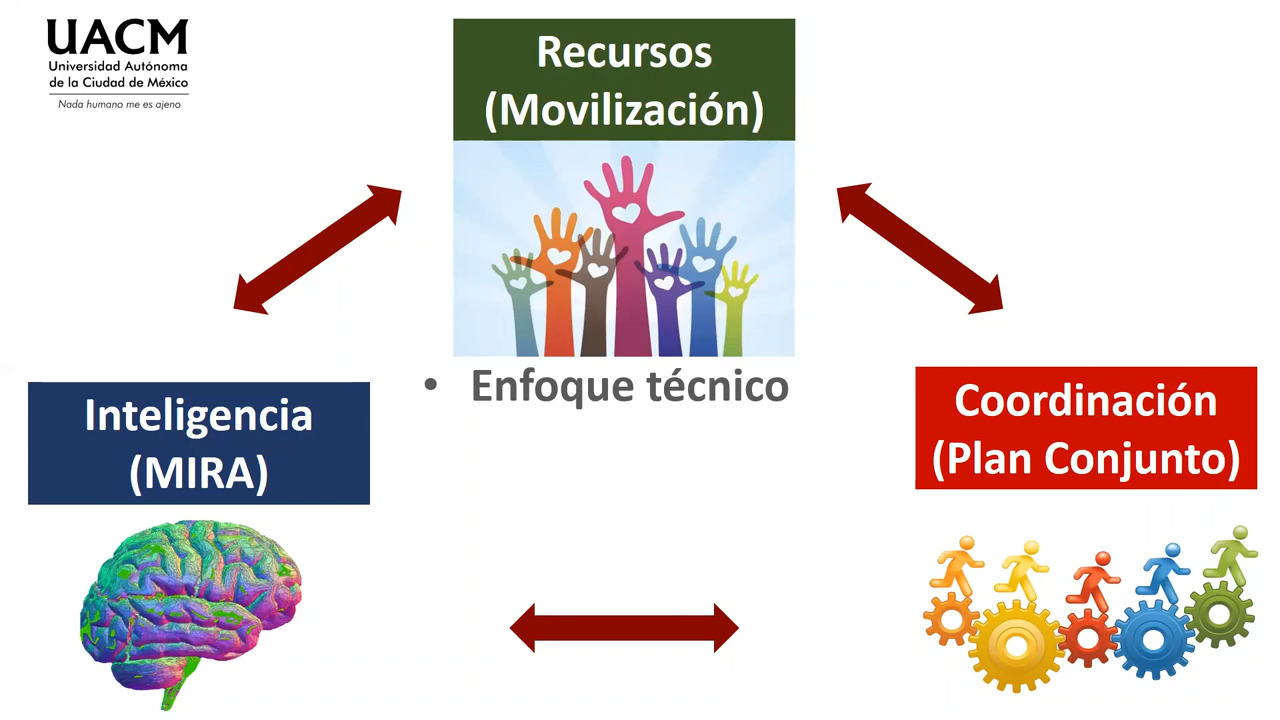 UACM
Universidad Autónoma
de la Ciudad de México
Nada humano me es ajeno
Recursos
(Movilización)
• Enfoque técnico
Inteligencia
(MIRA)
Coordinación
(Plan Conjunto)